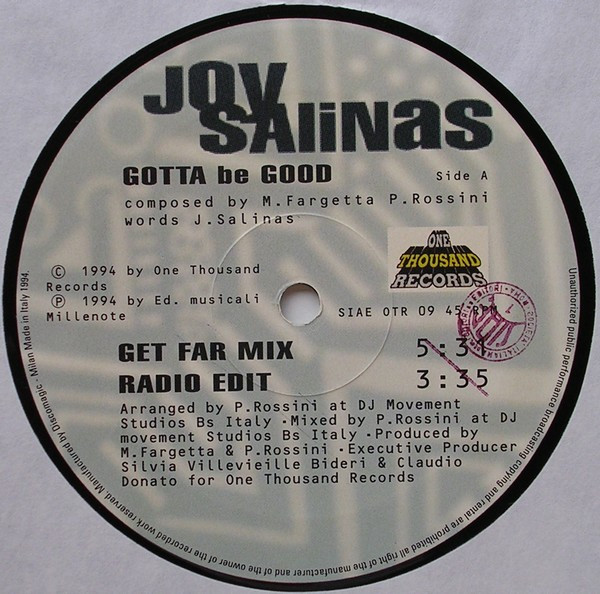 JOY
SALiNas
GOTTA be GOOD
Side A
composed by M.Fargetta P.Rossini
words J.Salinas
ONE
THOUSAND
RECORDS
© 1994 by One Thousand
Records
℗ 1994 by Ed. musicali
Millenote
SIAE OTR 09 45 RPM
GET FAR MIX 5:31
RADIO EDIT 3:35
Arranged by P.Rossini at DJ Movement
Studios Bs Italy •Mixed by P.Rossini at DJ
movement Studios Bs Italy •Produced by
M.Fargetta & P.Rossini •Executive Producer
Silvia Villevieille Bideri & Claudio
Donato for One Thousand Records
Unauthorized public performance broadcasting copying and rental are prohibited all right of the manufacturer and of the owner of the recorded work reserved. Manufactured by Discomagic - Milan Made in Italy 1994.